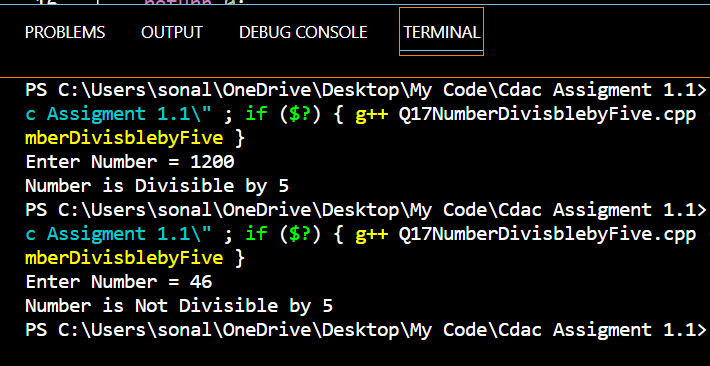 return 0;
PROBLEMS OUTPUT DEBUG CONSOLE TERMINAL
PS C:\Users\sonal\OneDrive\Desktop\My Code\Cdac Assigment 1.1>
c Assigment 1.1\" ; if ($?) { g++ Q17NumberDivisblebyFive.cpp
mberDivisblebyFive }
Enter Number = 1200
Number is Divisible by 5
PS C:\Users\sonal\OneDrive\Desktop\My Code\Cdac Assigment 1.1>
c Assigment 1.1\" ; if ($?) { g++ Q17NumberDivisblebyFive.cpp
mberDivisblebyFive }
Enter Number = 46
Number is Not Divisible by 5
PS C:\Users\sonal\OneDrive\Desktop\My Code\Cdac Assigment 1.1>